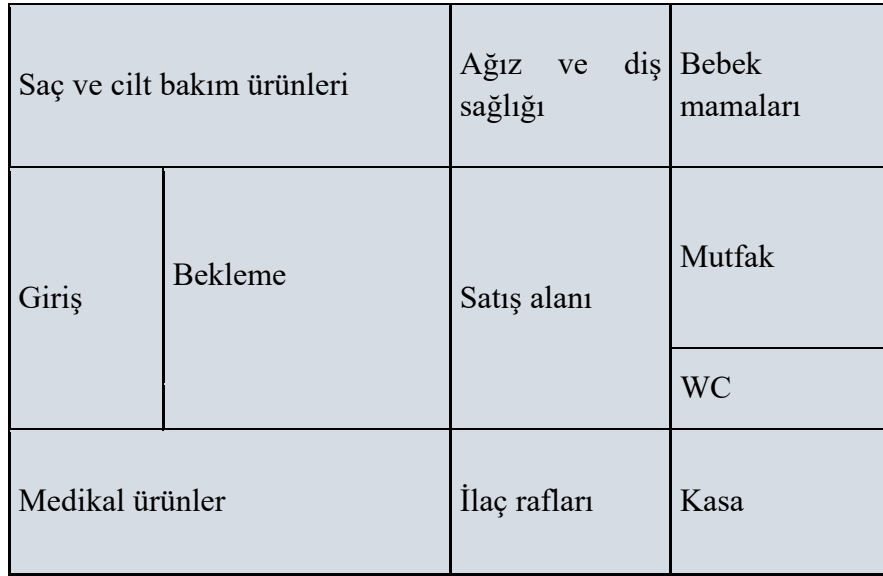 Saç ve cilt bakım ürünleri
Ağız ve diş
sağlığı
Bebek
mamaları
Giriş
Bekleme
Satış alanı
Mutfak
WC
Medikal ürünler
İlaç rafları
Kasa